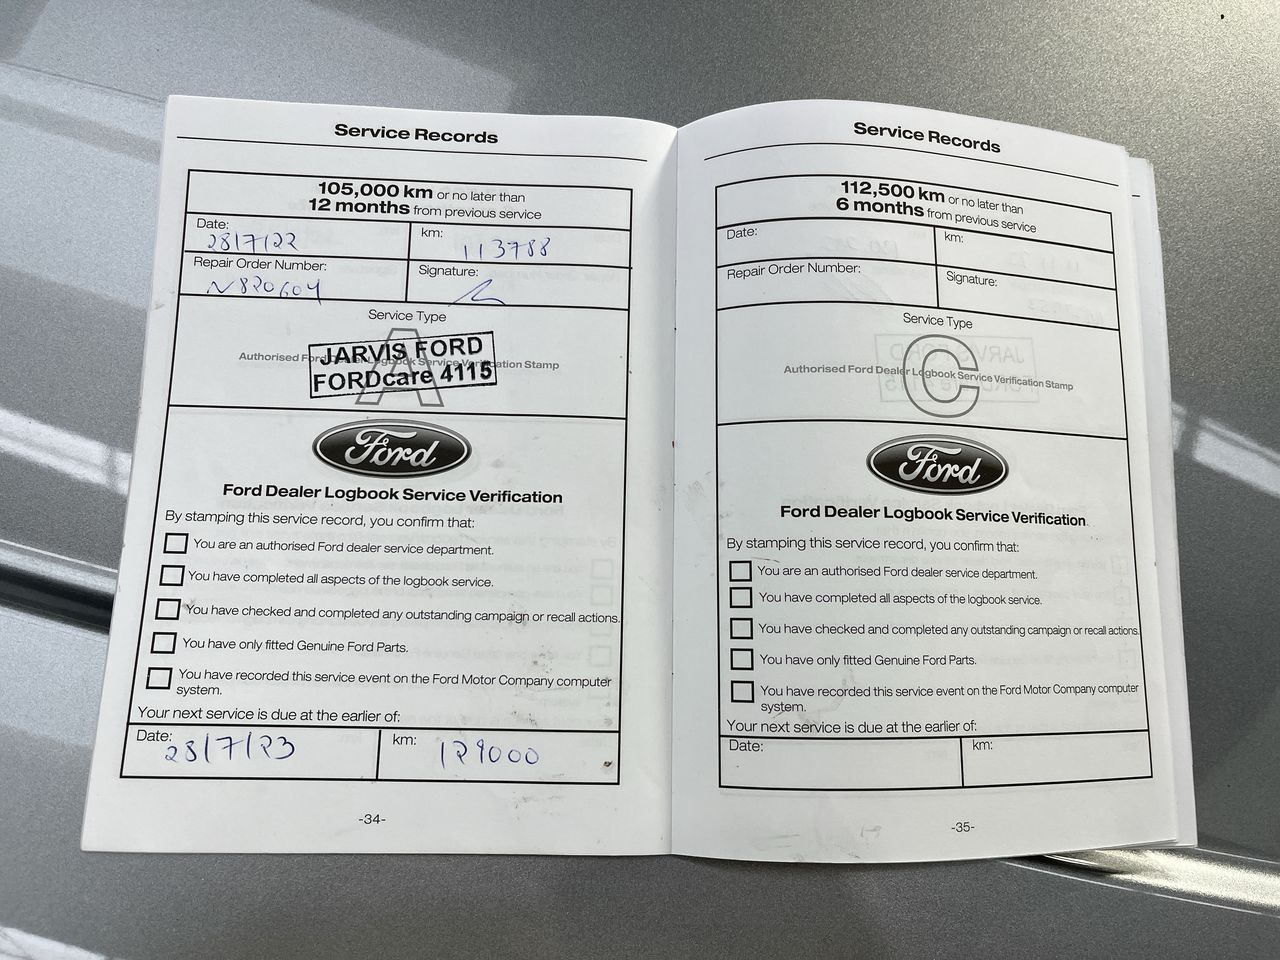 Service Records
105,000 km or no later than
12 months from previous service
Date:
28/7/22
km:
113788
Repair Order Number:
N820604
Signature:
Service Type
A
Authorised Ford Dealer Logbook Service Verification Stamp
JARVIS FORD
FORDcare 4115
Ford
Ford Dealer Logbook Service Verification
By stamping this service record, you confirm that:
You are an authorised Ford dealer service department.
You have completed all aspects of the logbook service.
You have checked and completed any outstanding campaign or recall actions.
You have only fitted Genuine Ford Parts.
You have recorded this service event on the Ford Motor Company computer
system.
Your next service is due at the earlier of:
Date:
28/7/23
km:
129000
-34-
Service Records
112,500 km or no later than
6 months from previous service
Date:
km:
Repair Order Number:
Signature:
Service Type
C
Authorised Ford Dealer Logbook Service Verification Stamp
Ford
Ford Dealer Logbook Service Verification
By stamping this service record, you confirm that:
You are an authorised Ford dealer service department.
You have completed all aspects of the logbook service.
You have checked and completed any outstanding campaign or recall actions.
You have only fitted Genuine Ford Parts.
You have recorded this service event on the Ford Motor Company computer
system.
Your next service is due at the earlier of:
Date:
km:
-35-